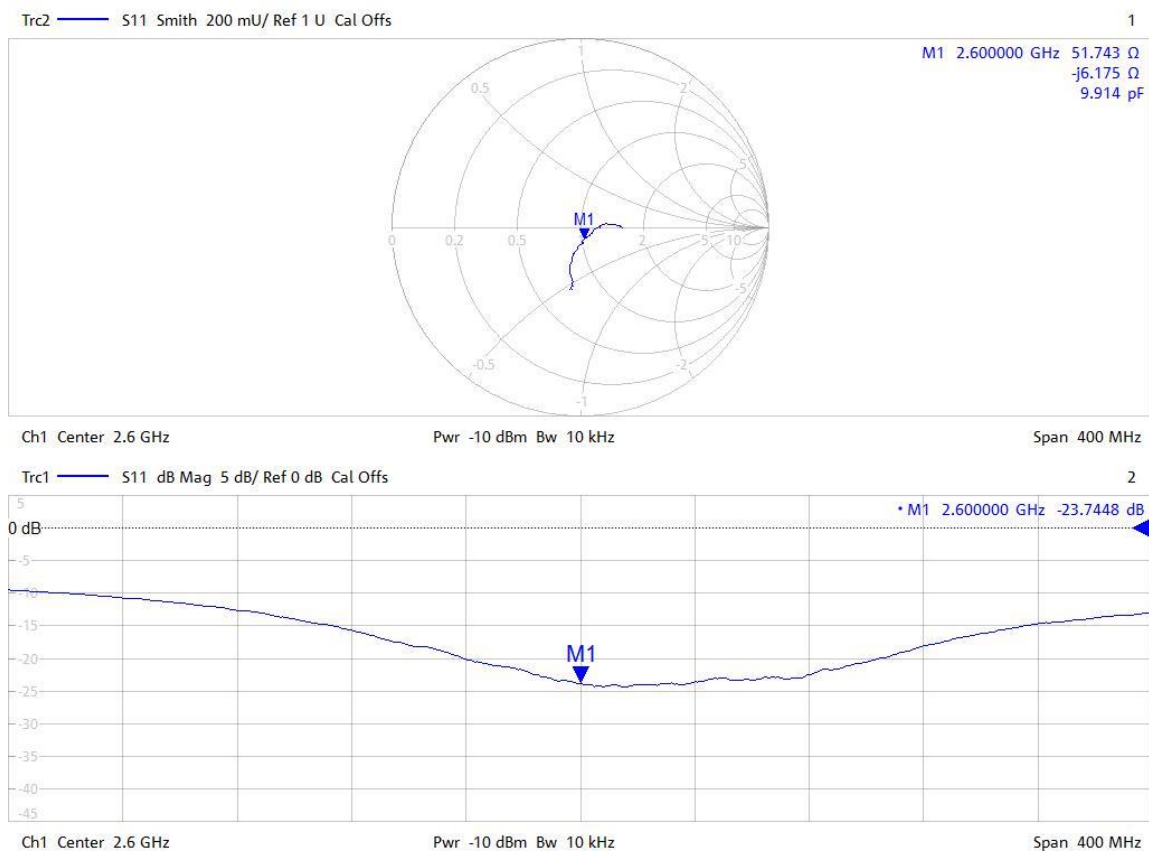 Trc2 S11 Smith 200 mU/ Ref 1 U Cal Offs 1
M1 2.600000 GHz 51.743 Ω
-j6.175 Ω
9.914 pF
1
0.5 2
5
M1
0 0.2 0.5 2 5 10
-5
-0.5 -2
-1
Ch1 Center 2.6 GHz Pwr -10 dBm Bw 10 kHz Span 400 MHz
Trc1 S11 dB Mag 5 dB/ Ref 0 dB Cal Offs 2
5
• M1 2.600000 GHz -23.7448 dB
0 dB
-5
-10
-15
-20
M1
-25
-30
-35
-40
-45
Ch1 Center 2.6 GHz Pwr -10 dBm Bw 10 kHz Span 400 MHz